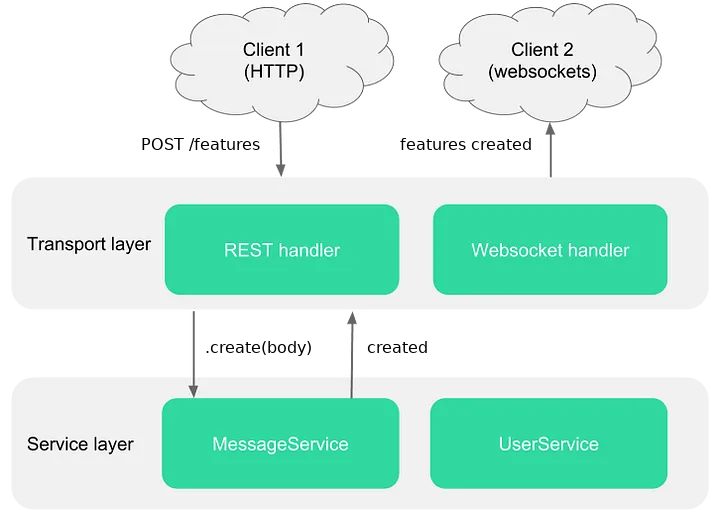 Client 1
(HTTP)
Client 2
(websockets)
POST /features
features created
Transport layer
REST handler
Websocket handler
.create(body)
created
Service layer
MessageService
UserService